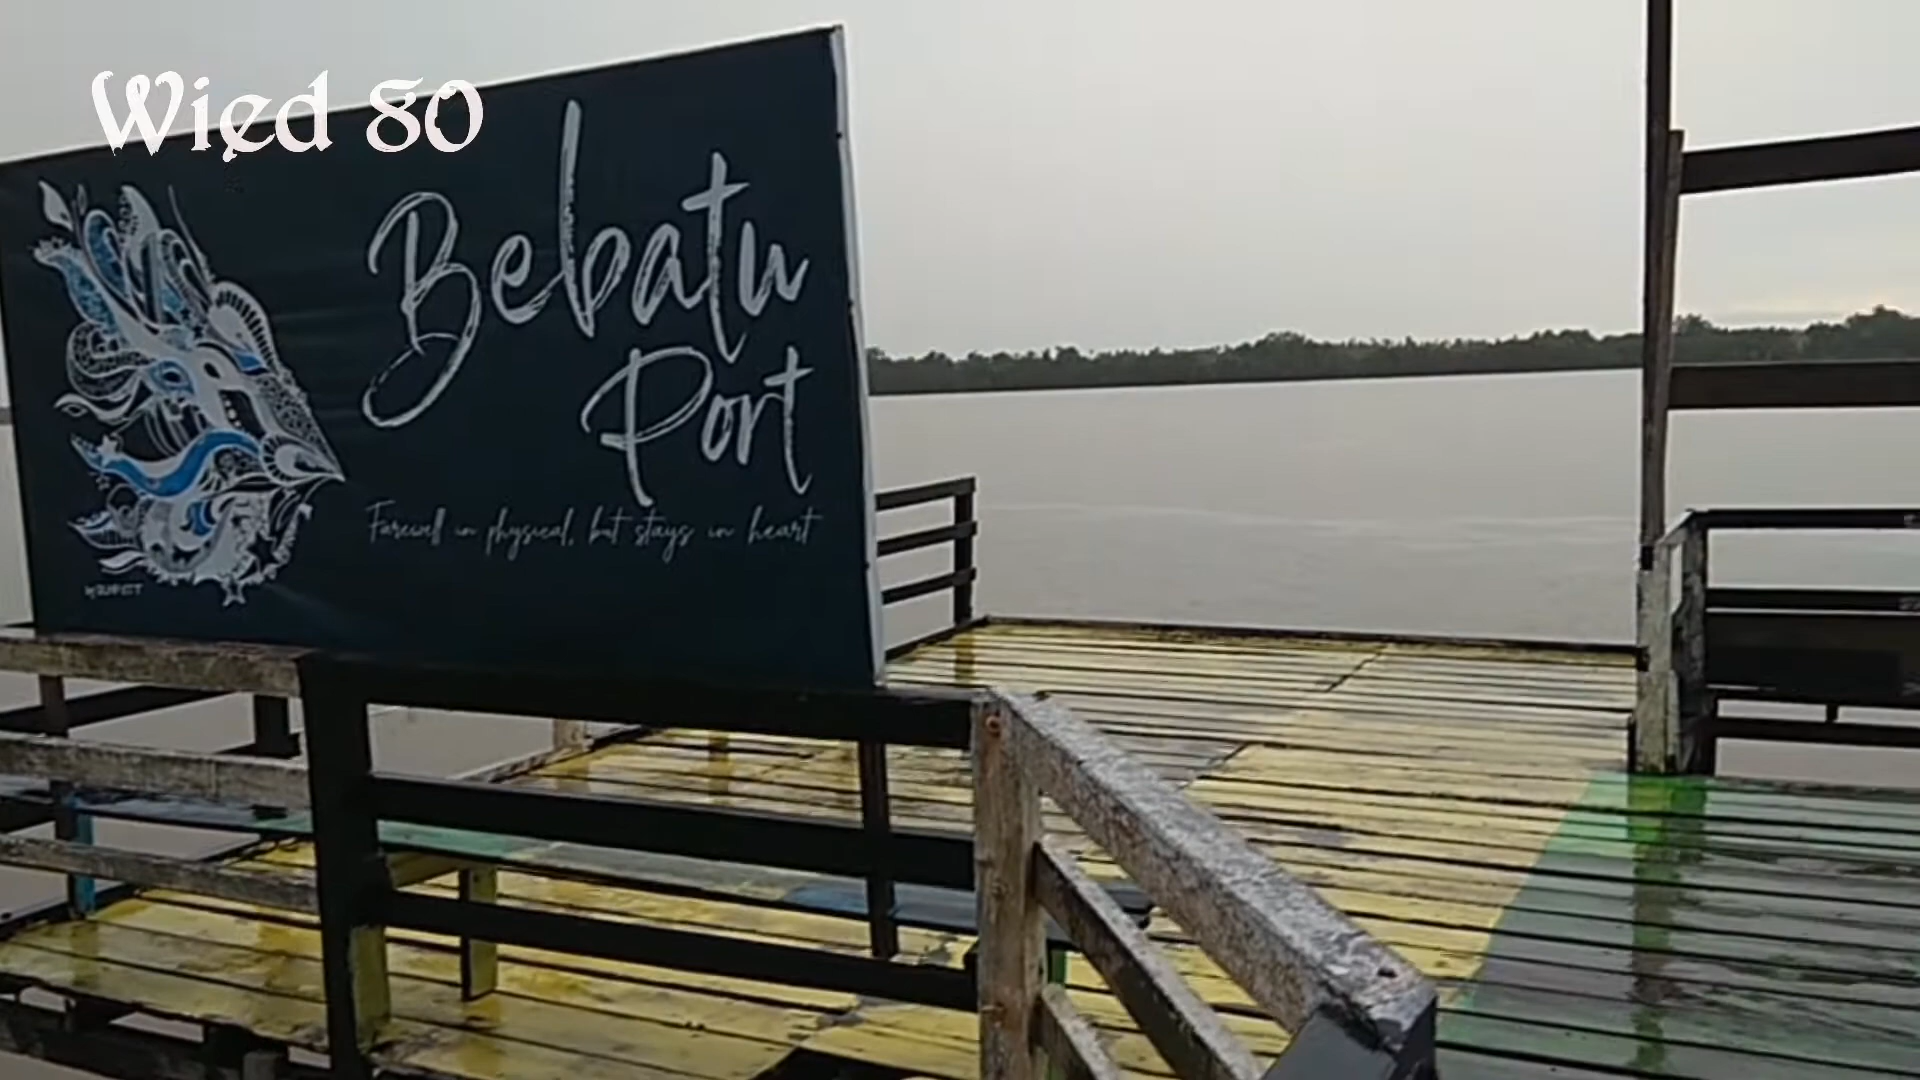 Wied 80
Bebatu
Port
Farewell in physical, but stays in heart